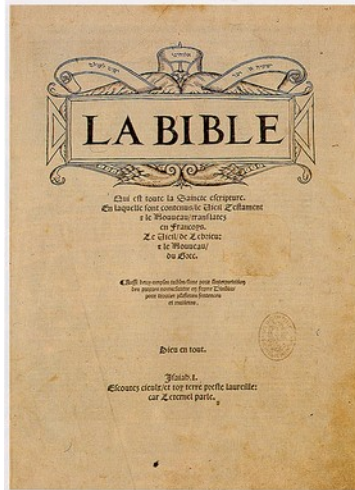 LA BIBLE
Qui est toute la Saincte escripture.
En laquelle sont contenus/le Vieil Testament
⁊ le Nouveau/translatez
en Francoys.
Le Vieil/de Lebrieu:
⁊ le Nouveau/
du Grec.
Dieu en tout.
Isaiah.I.
Escoutez cieulx/et toy terre preste laureille:
car Leternel parle.